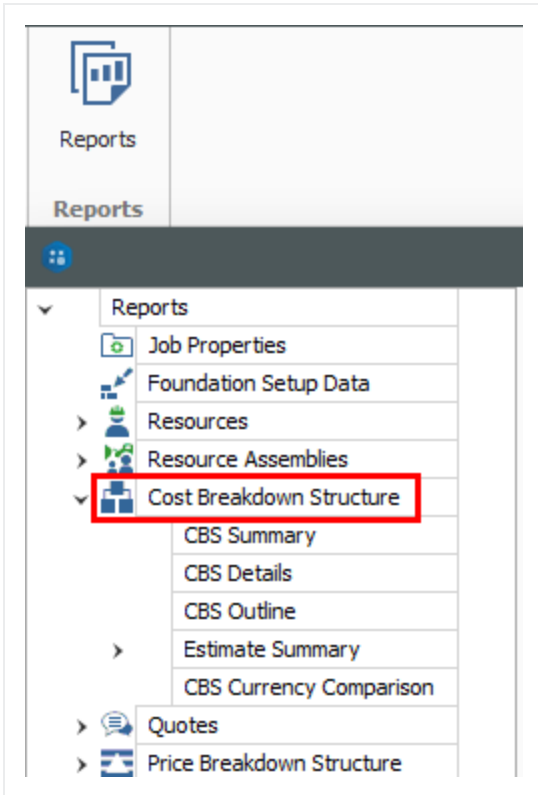 Reports
Reports
Reports
Job Properties
Foundation Setup Data
Resources
Resource Assemblies
Cost Breakdown Structure
CBS Summary
CBS Details
CBS Outline
Estimate Summary
CBS Currency Comparison
Quotes
Price Breakdown Structure